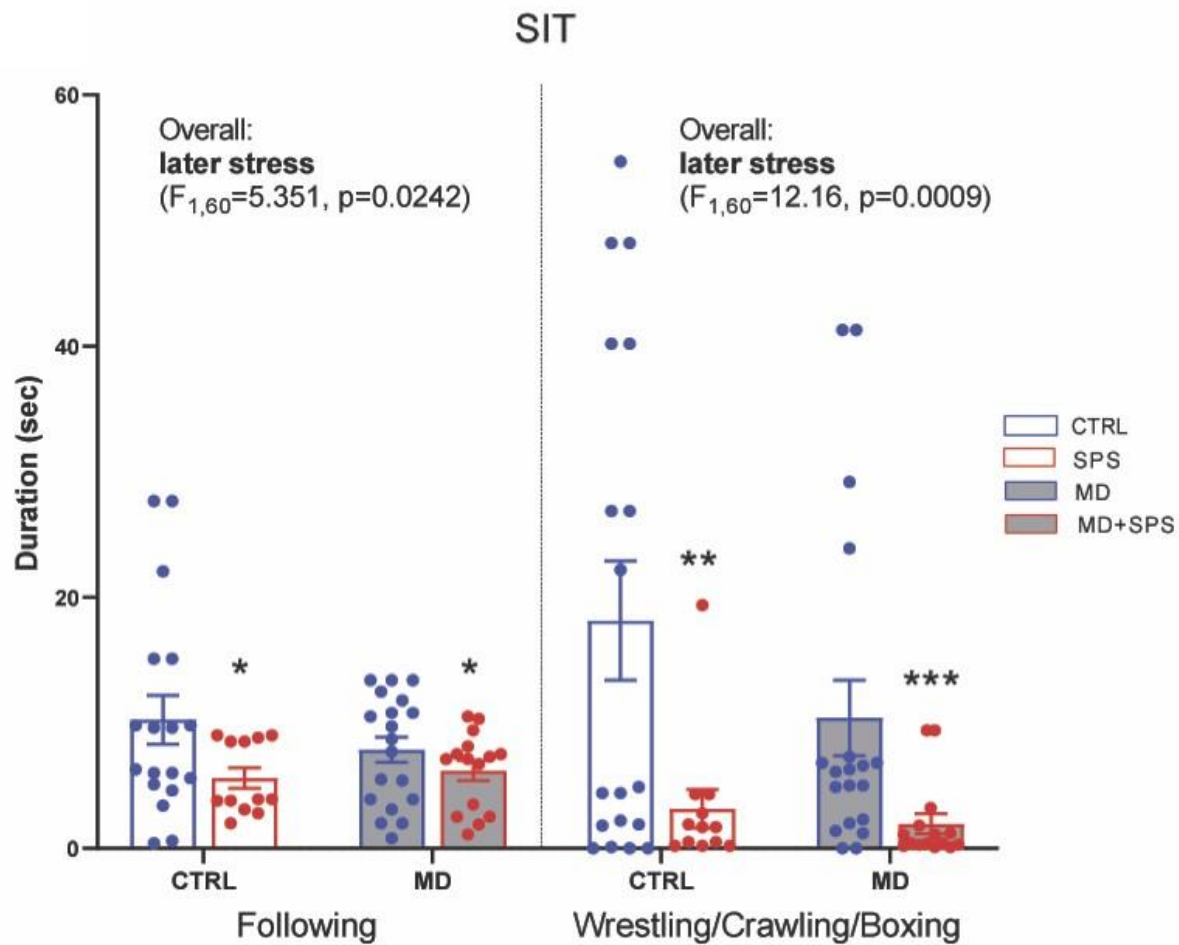 SIT
60
40
20
0
Duration (sec)
Overall:
later stress
(F1,60=5.351, p=0.0242)
Overall:
later stress
(F1,60=12.16, p=0.0009)
*
*
**
***
CTRL
SPS
MD
MD+SPS
CTRL
MD
CTRL
MD
Following
Wrestling/Crawling/Boxing